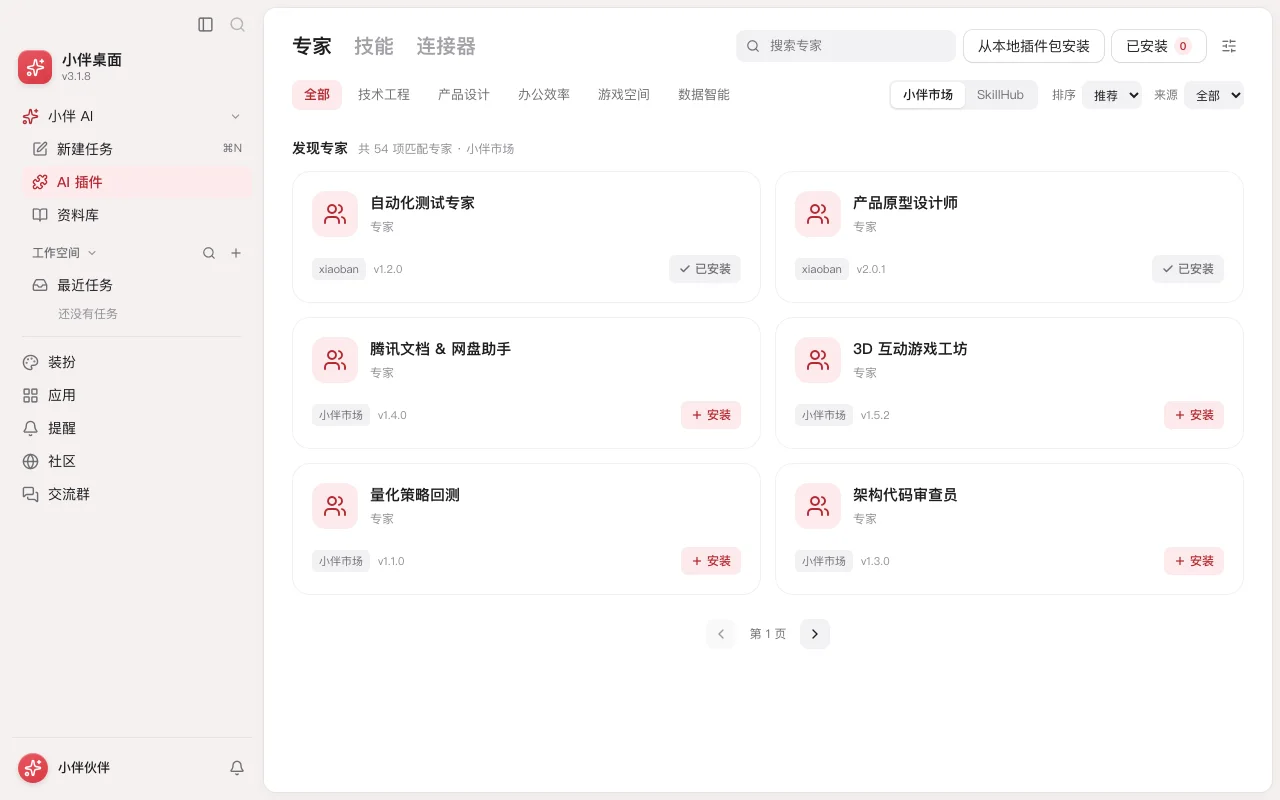 小伴桌面
v3.1.8
小伴 AI
新建任务 ⌘N
AI 插件
资料库
工作空间
最近任务
还没有任务
装扮
应用
提醒
社区
交流群
小伴伙伴
专家 技能 连接器
搜索专家
从本地插件包安装
已安装 0
全部 技术工程 产品设计 办公效率 游戏空间 数据智能
小伴市场 SkillHub 排序 推荐 来源 全部
发现专家 共 54 项匹配专家 · 小伴市场
自动化测试专家
专家
xiaoban v1.2.0 已安装
产品原型设计师
专家
xiaoban v2.0.1 已安装
腾讯文档 & 网盘助手
专家
小伴市场 v1.4.0 + 安装
3D 互动游戏工坊
专家
小伴市场 v1.5.2 + 安装
量化策略回测
专家
小伴市场 v1.1.0 + 安装
架构代码审查员
专家
小伴市场 v1.3.0 + 安装
第 1 页